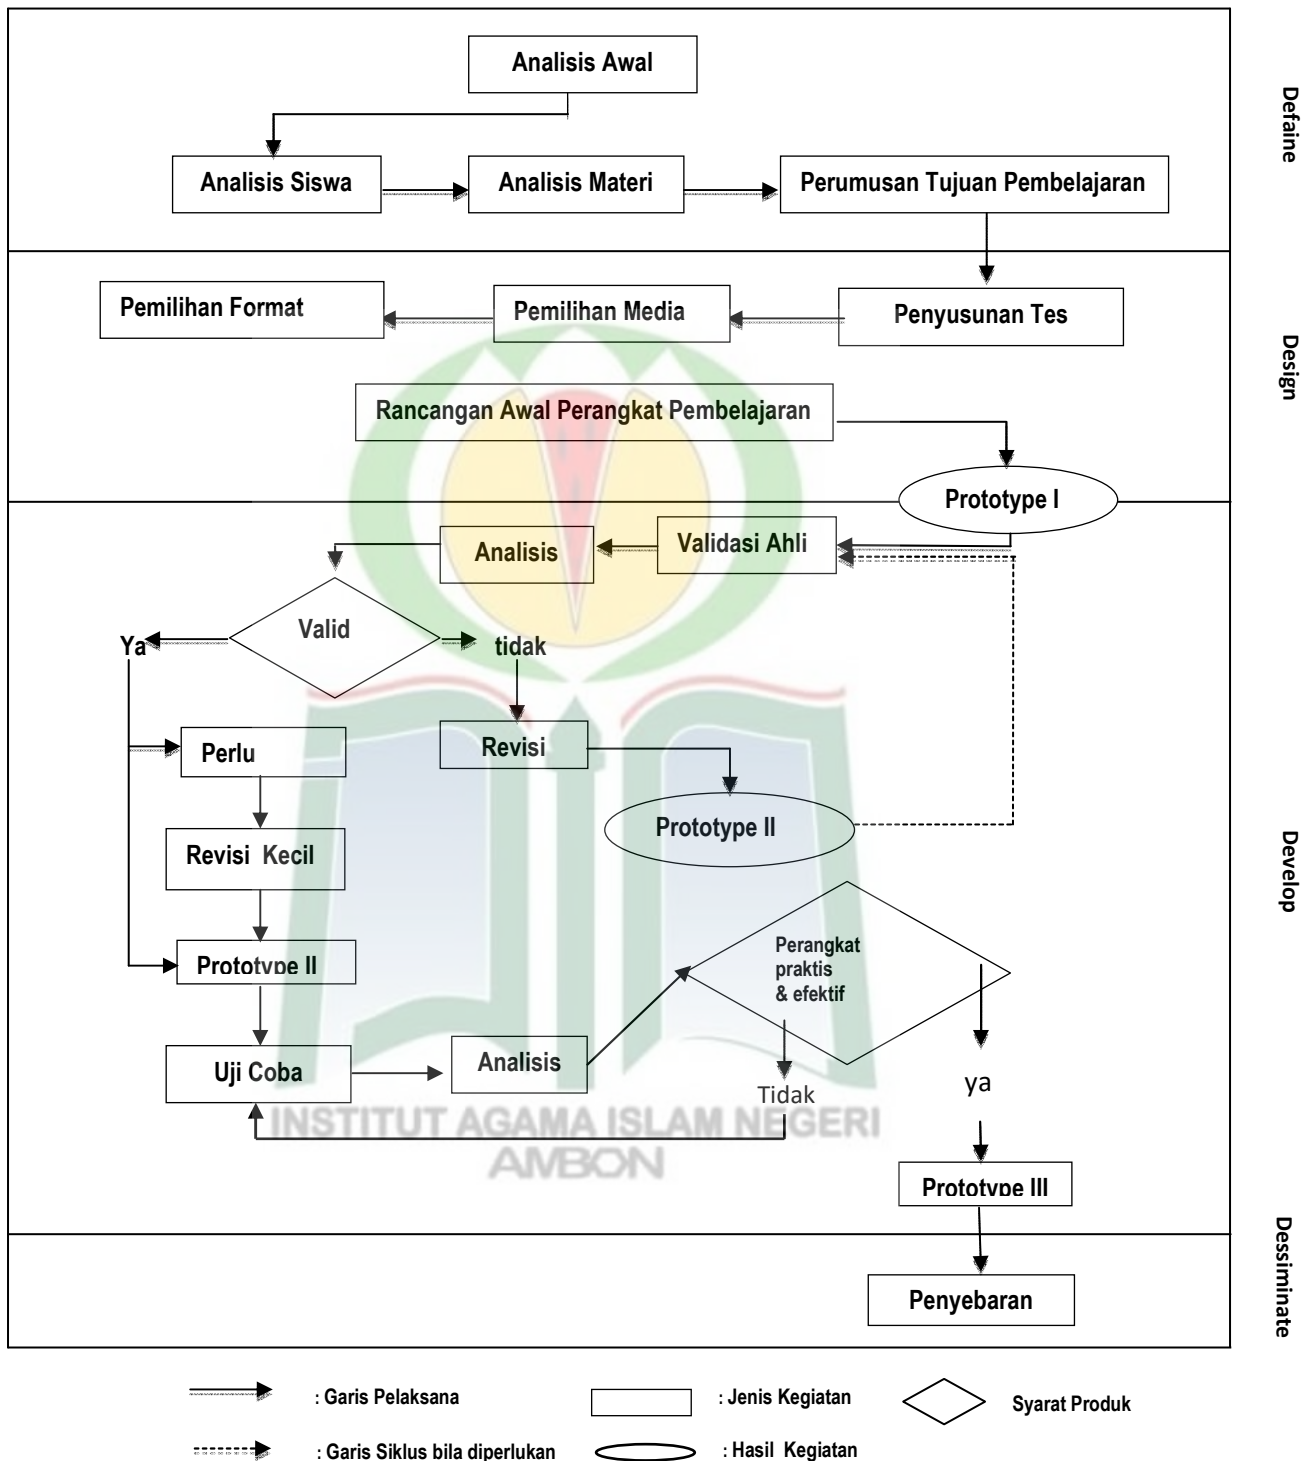 Analisis Awal
Defaine
Analisis Siswa
Analisis Materi
Perumusan Tujuan Pembelajaran
Pemilihan Format
Pemilihan Media
Penyusunan Tes
Design
Rancangan Awal Perangkat Pembelajaran
Prototype I
Analisis
Validasi Ahli
Valid
Ya
tidak
Perlu
Revisi
Prototype II
Revisi Kecil
Develop
Perangkat
praktis
& efektif
Prototype II
Uji Coba
Analisis
Tidak
ya
INSTITUT AGAMA ISLAM NEGERI
AMBON
Prototype III
Dessiminate
Penyebaran
: Garis Pelaksana
: Jenis Kegiatan
Syarat Produk
: Garis Siklus bila diperlukan
: Hasil Kegiatan